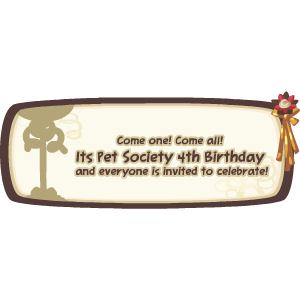 Come one! Come all!
Its Pet Society 4th Birthday
and everyone is invited to celebrate!